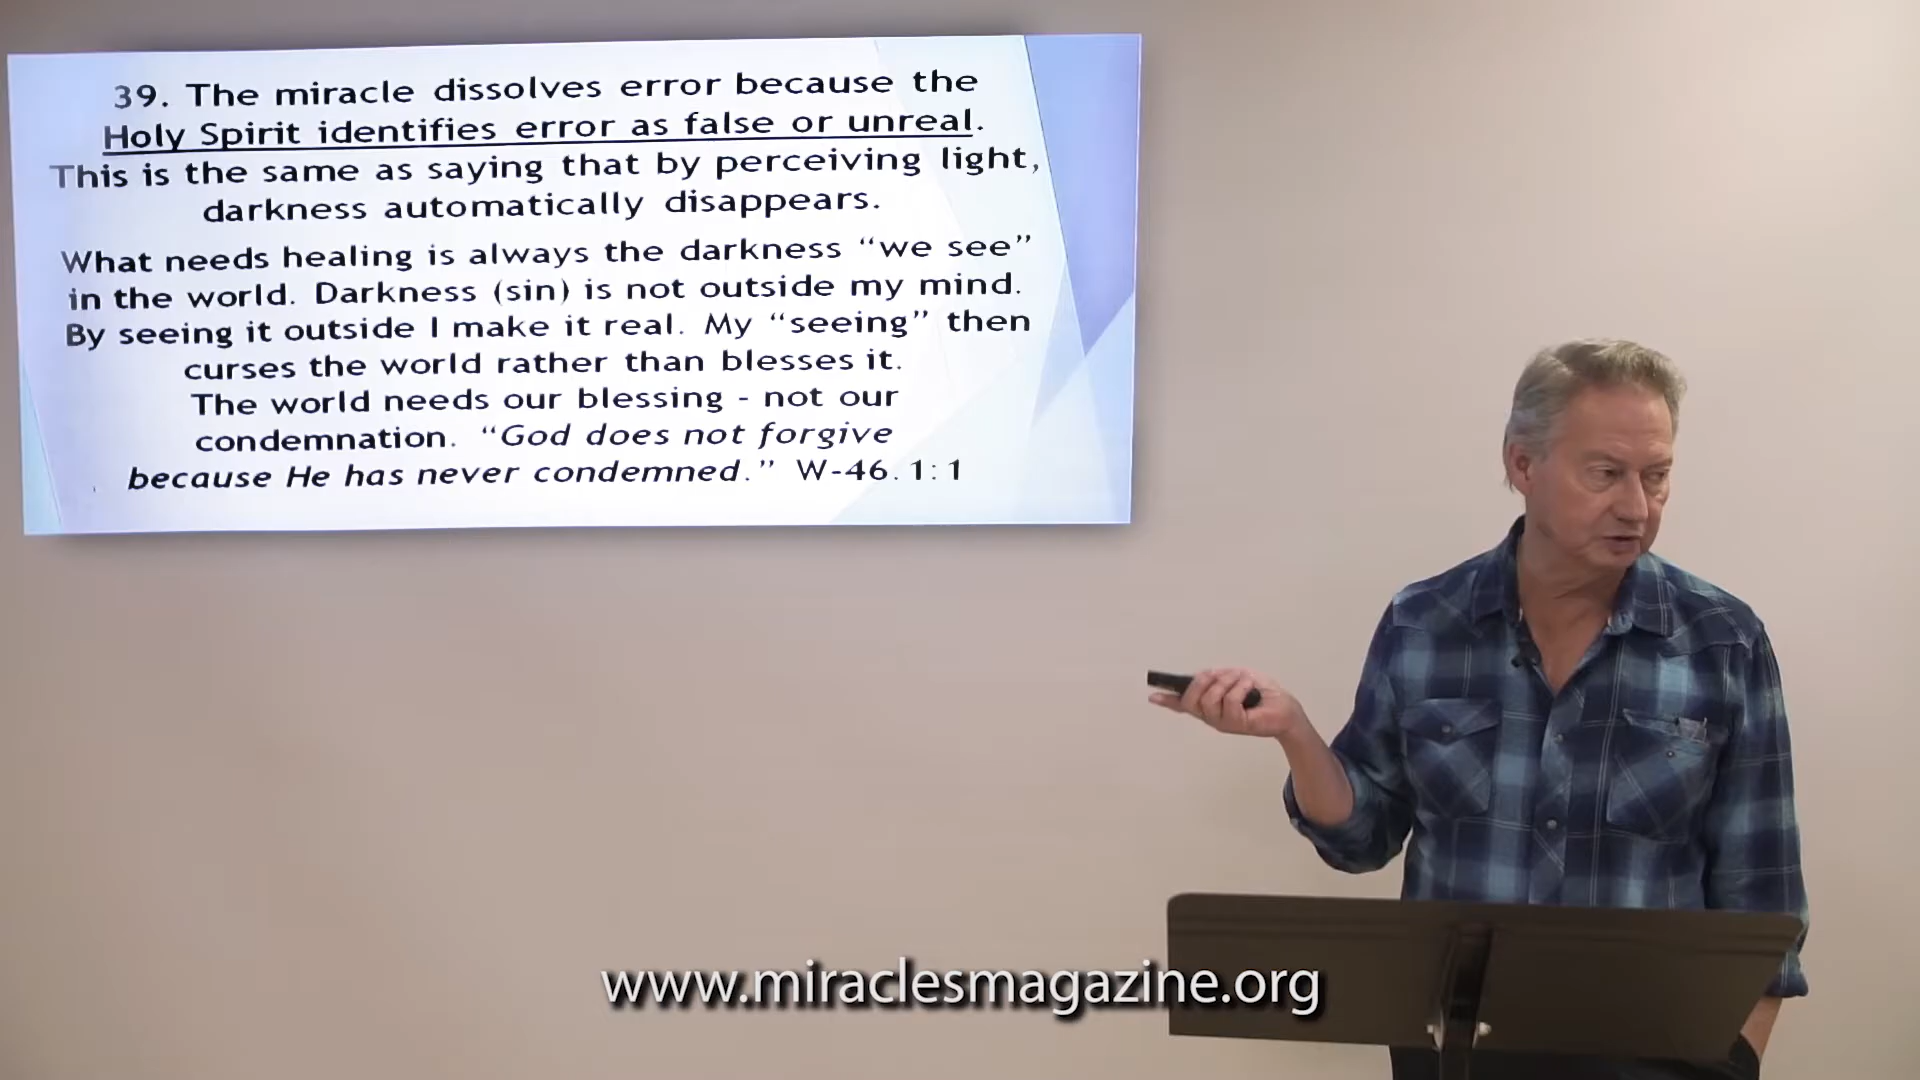 39. The miracle dissolves error because the
Holy Spirit identifies error as false or unreal.
This is the same as saying that by perceiving light,
darkness automatically disappears.
What needs healing is always the darkness “we see”
in the world. Darkness (sin) is not outside my mind.
By seeing it outside I make it real. My “seeing” then
curses the world rather than blesses it.
The world needs our blessing - not our
condemnation. “God does not forgive
because He has never condemned.” W-46.1:1
www.miraclesmagazine.org